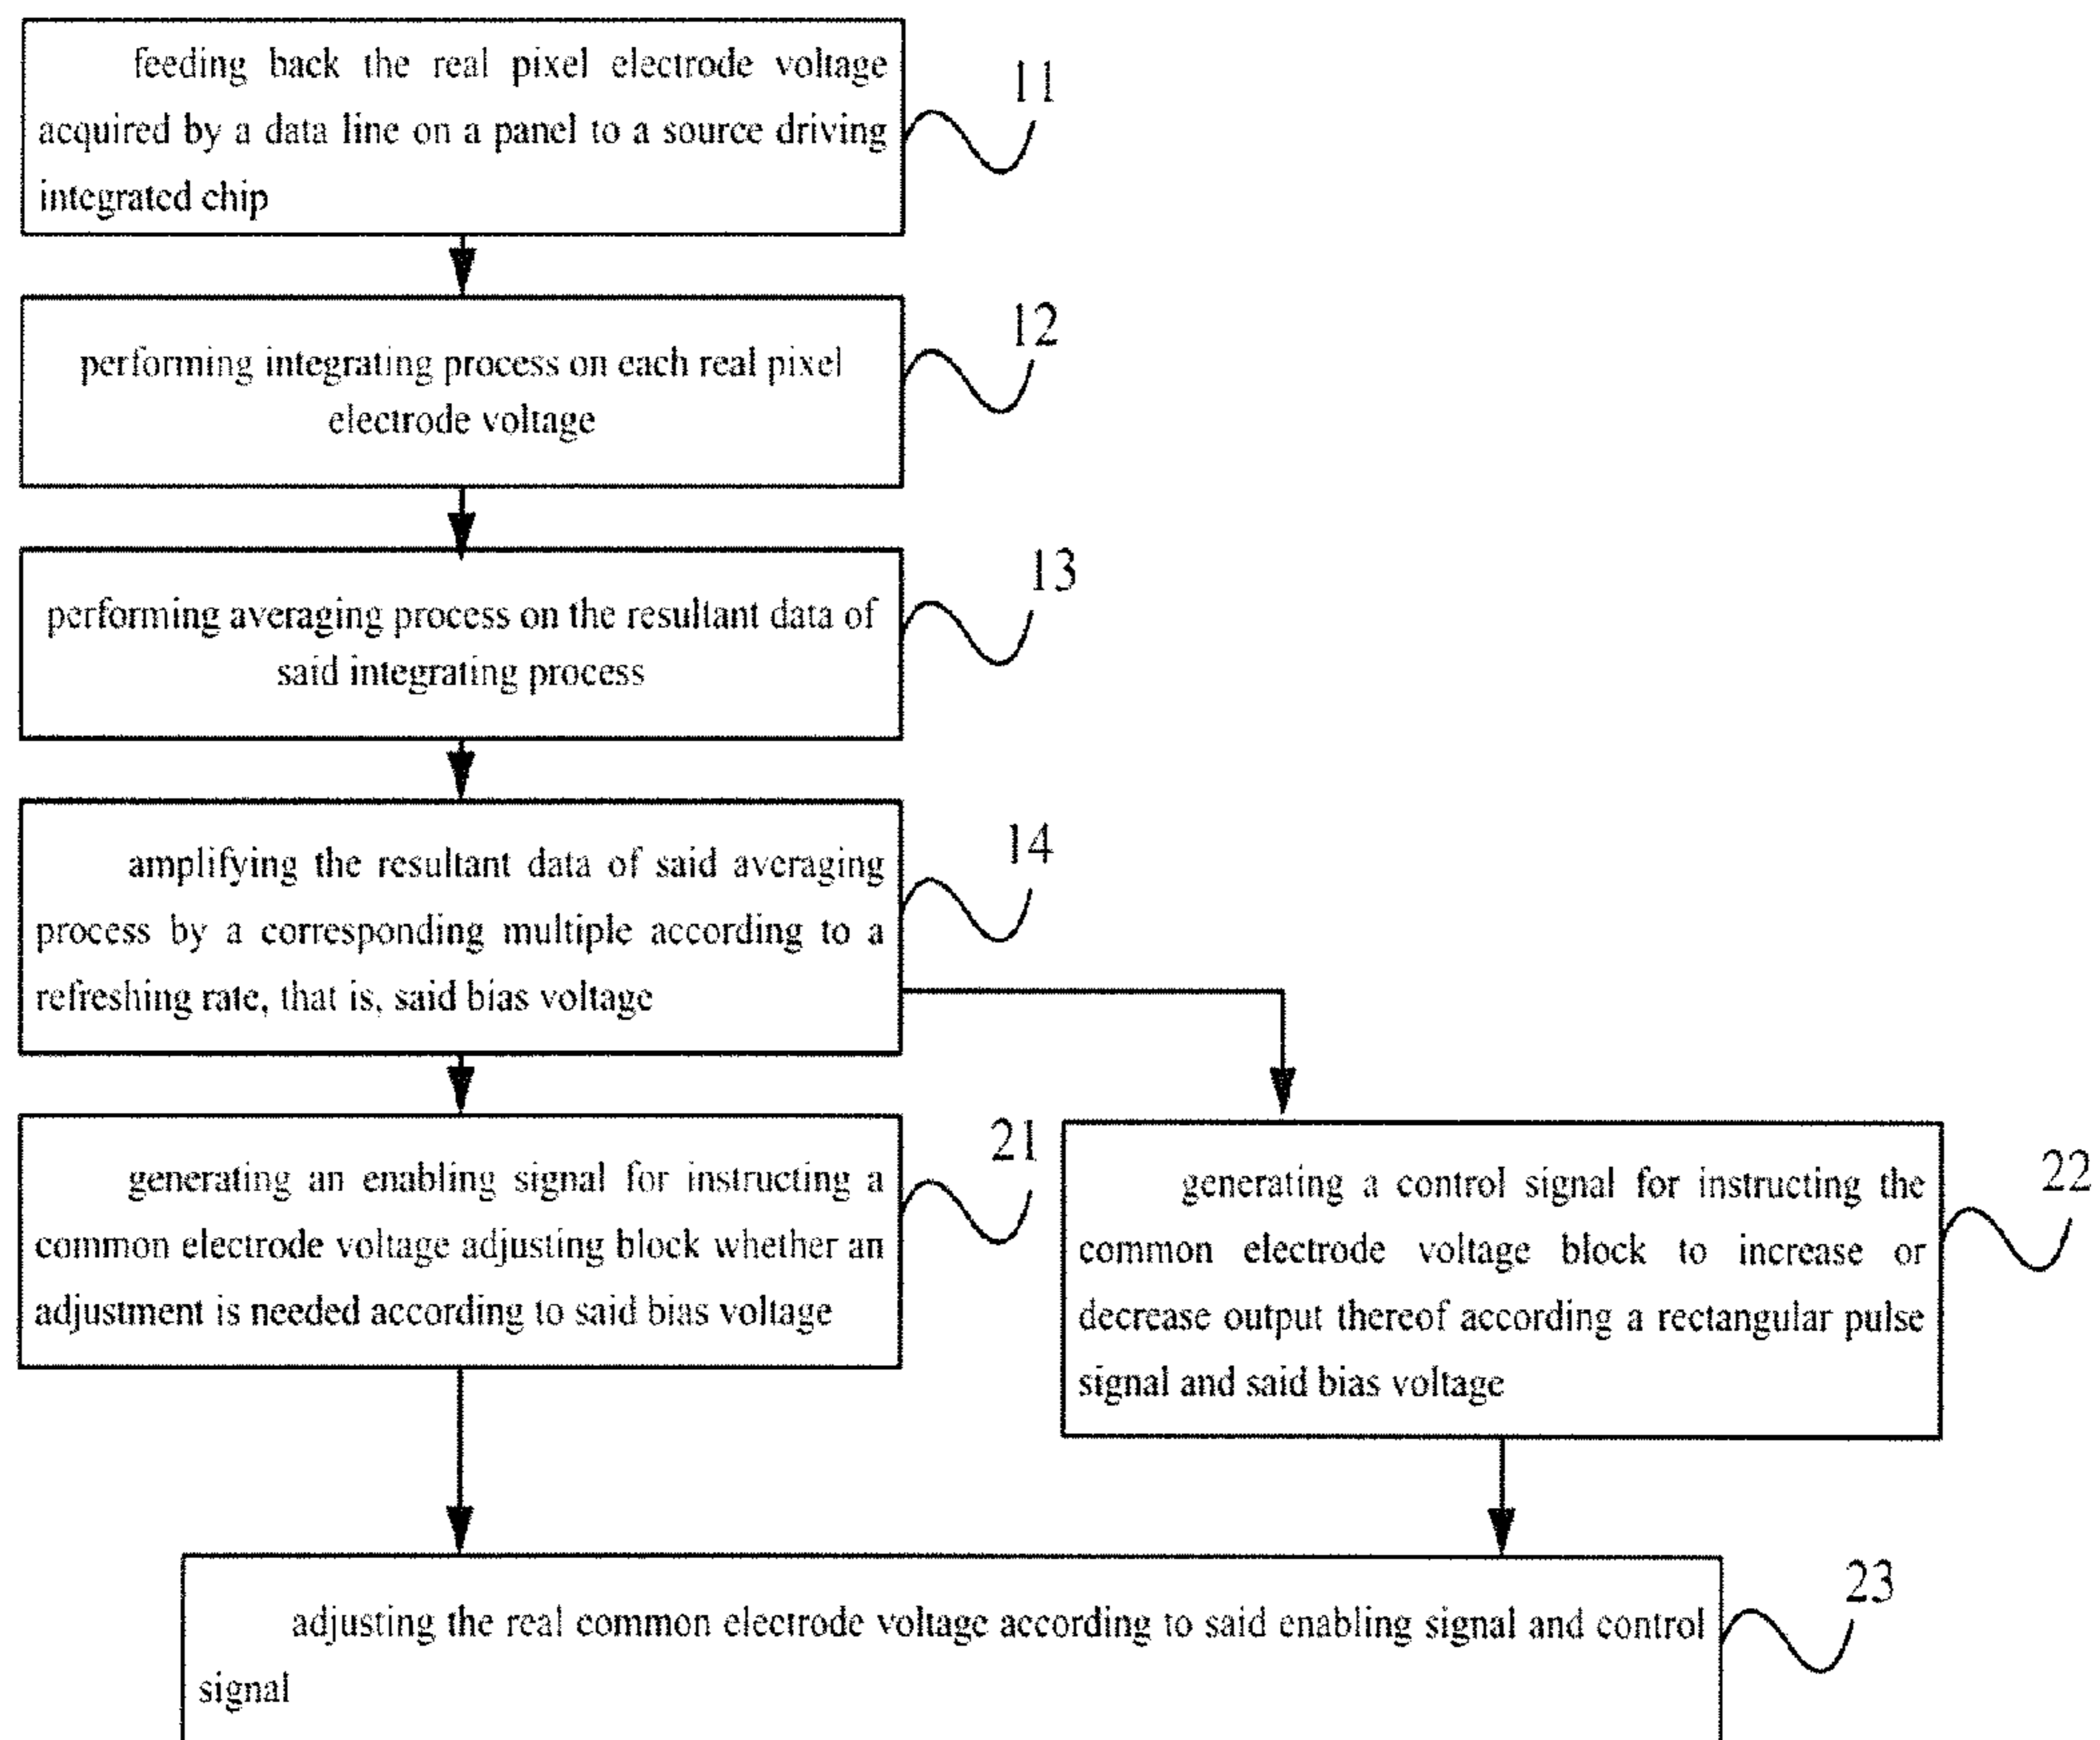 feeding back the real pixel electrode voltage
acquired by a data line on a panel to a source driving
integrated chip
11
performing integrating process on each real pixel
electrode voltage
12
performing averaging process on the resultant data of
said integrating process
13
amplifying the resultant data of said averaging
process by a corresponding multiple according to a
refreshing rate, that is, said bias voltage
14
generating an enabling signal for instructing a
common electrode voltage adjusting block whether an
adjustment is needed according to said bias voltage
21
generating a control signal for instructing the
common electrode voltage block to increase or
decrease output thereof according a rectangular pulse
signal and said bias voltage
22
adjusting the real common electrode voltage according to said enabling signal and control
signal
23